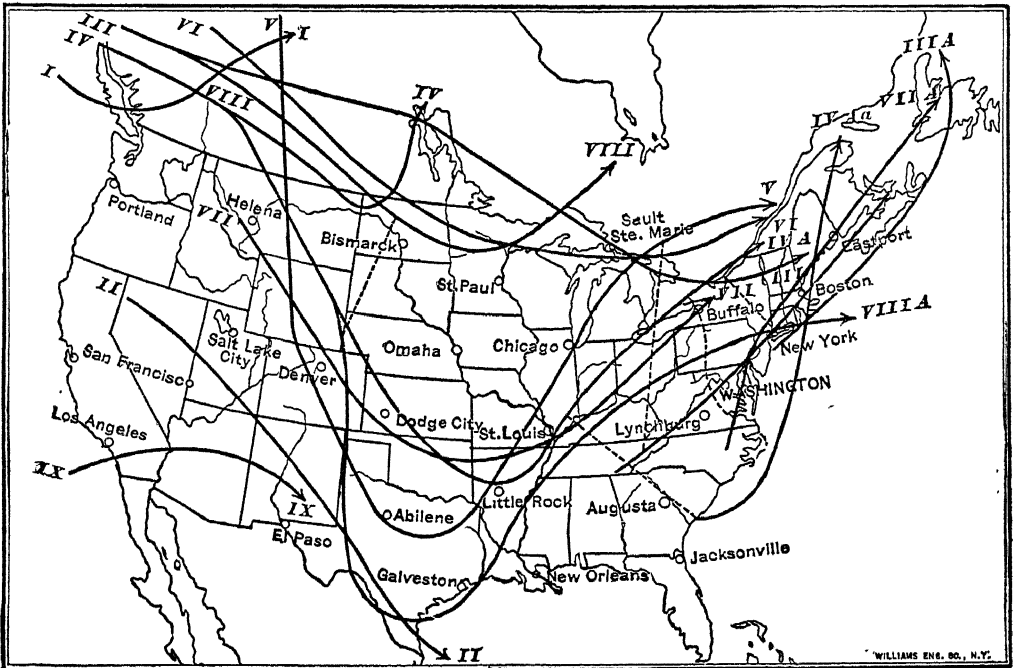 III
VI
V
I
III A
IV
I
VIII
IV
VII A
VIII
V
Portland
VII
Helena
Bismarck
Sault
Ste. Marie
VI
IV A
Eastport
St. Paul
III
VII
Boston
II
Buffalo
VIII A
Salt Lake
City
Omaha
Chicago
New York
San Francisco
Denver
WASHINGTON
Los Angeles
Dodge City
St. Louis
Lynchburg
IX
IX
Abilene
Little Rock
Augusta
El Paso
Jacksonville
Galveston
New Orleans
II
WILLIAMS ENG. CO., N.Y.